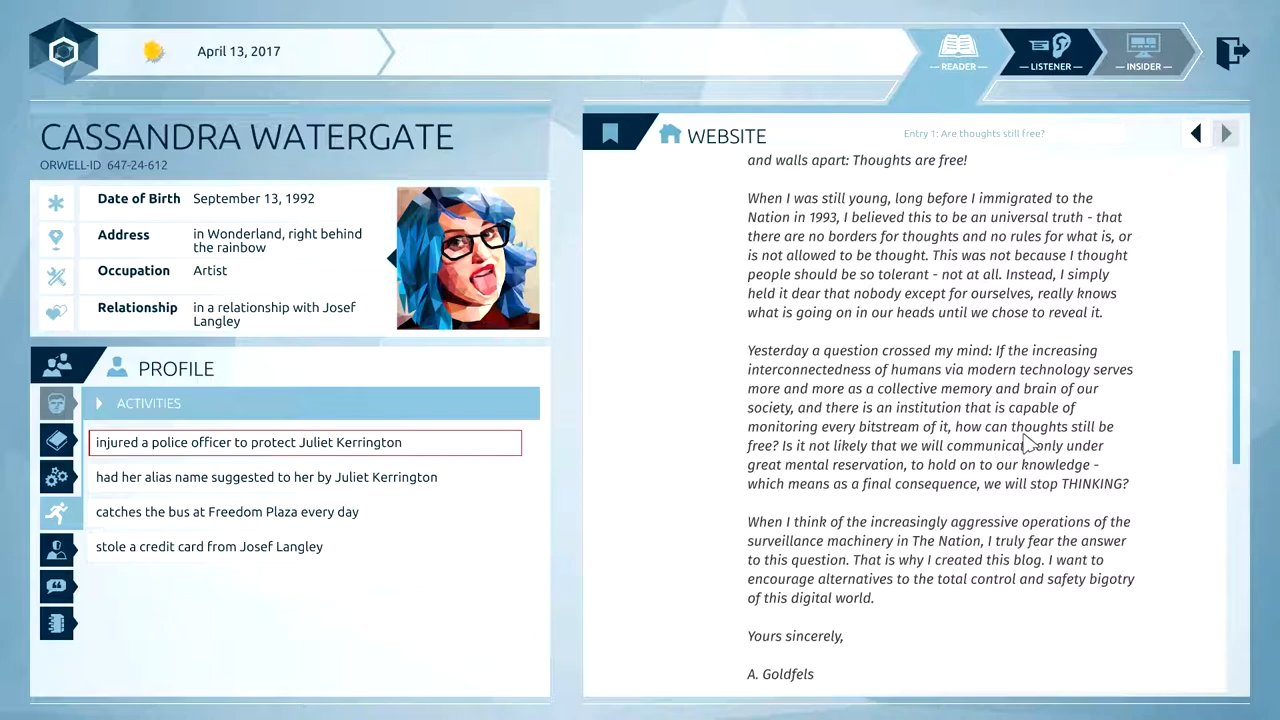 April 13, 2017
— READER —
— LISTENER —
— INSIDER —
CASSANDRA WATERGATE
ORWELL-ID 647-24-612
Date of Birth September 13, 1992
Address in Wonderland, right behind
the rainbow
Occupation Artist
Relationship in a relationship with Josef
Langley
PROFILE
ACTIVITIES
injured a police officer to protect Juliet Kerrington
had her alias name suggested to her by Juliet Kerrington
catches the bus at Freedom Plaza every day
stole a credit card from Josef Langley
WEBSITE
Entry 1: Are thoughts still free?
and walls apart: Thoughts are free!
When I was still young, long before I immigrated to the
Nation in 1993, I believed this to be an universal truth - that
there are no borders for thoughts and no rules for what is, or
is not allowed to be thought. This was not because I thought
people should be so tolerant - not at all. Instead, I simply
held it dear that nobody except for ourselves, really knows
what is going on in our heads until we chose to reveal it.
Yesterday a question crossed my mind: If the increasing
interconnectedness of humans via modern technology serves
more and more as a collective memory and brain of our
society, and there is an institution that is capable of
monitoring every bitstream of it, how can thoughts still be
free? Is it not likely that we will communicate only under
great mental reservation, to hold on to our knowledge -
which means as a final consequence, we will stop THINKING?
When I think of the increasingly aggressive operations of the
surveillance machinery in The Nation, I truly fear the answer
to this question. That is why I created this blog. I want to
encourage alternatives to the total control and safety bigotry
of this digital world.
Yours sincerely,
A. Goldfels